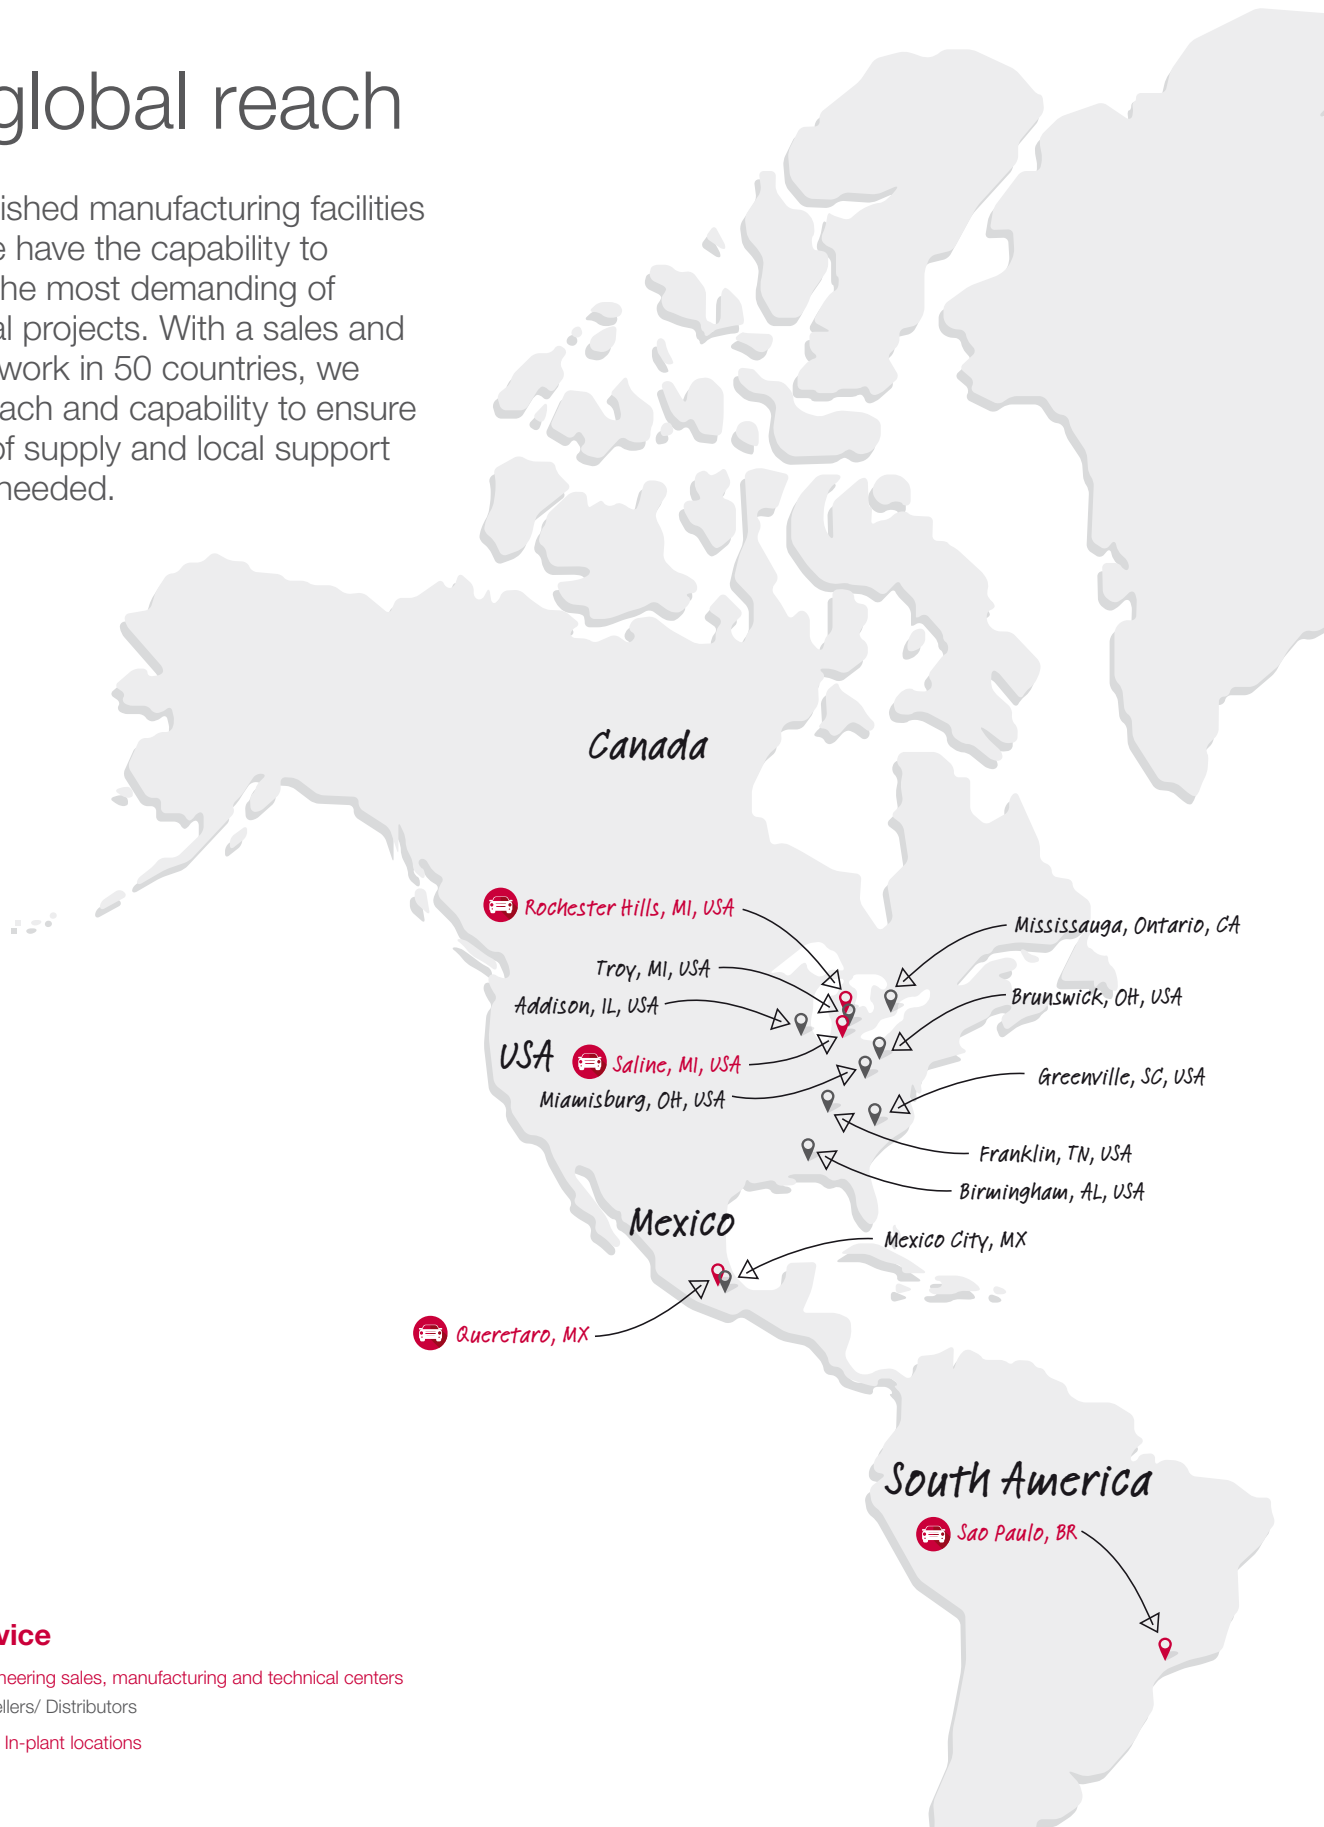 global reach
ished manufacturing facilities
e have the capability to
he most demanding of
al projects. With a sales and
work in 50 countries, we
ach and capability to ensure
of supply and local support
needed.
Canada
Rochester Hills, MI, USA
Mississauga, Ontario, CA
Troy, MI, USA
Addison, IL, USA
Brunswick, OH, USA
USA
Saline, MI, USA
Greenville, SC, USA
Miamisburg, OH, USA
Franklin, TN, USA
Birmingham, AL, USA
Mexico
Mexico City, MX
Queretaro, MX
South America
Sao Paulo, BR
vice
neering sales, manufacturing and technical centers
ellers/ Distributors
In-plant locations